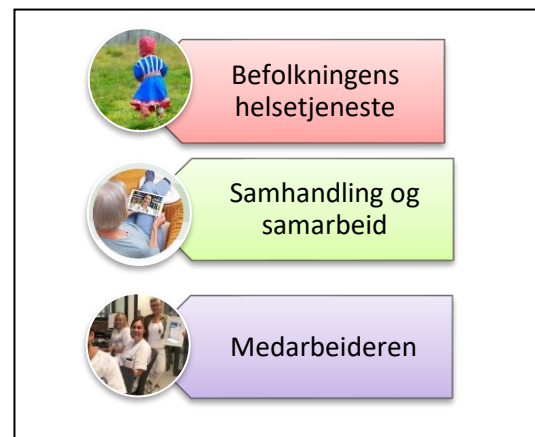 Befolkningens
helsetjeneste
Samhandling og
samarbeid
Medarbeideren